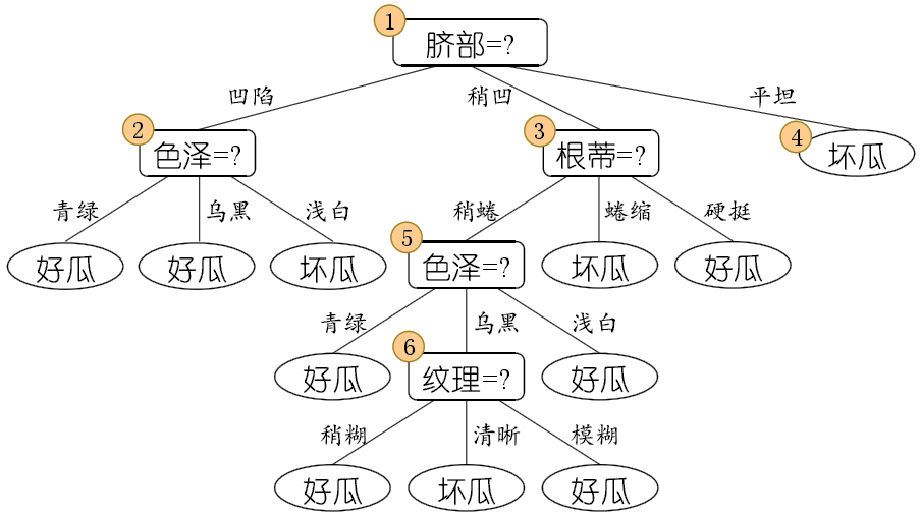 1
脐部=?
凹陷 稍凹 平坦
2 3 4
色泽=? 根蒂=? 坏瓜
青绿 乌黑 浅白 稍蜷 蜷缩 硬挺
5
好瓜 好瓜 坏瓜 色泽=? 坏瓜 好瓜
青绿 乌黑 浅白
6
好瓜 纹理=? 好瓜
稍糊 清晰 模糊
好瓜 坏瓜 好瓜